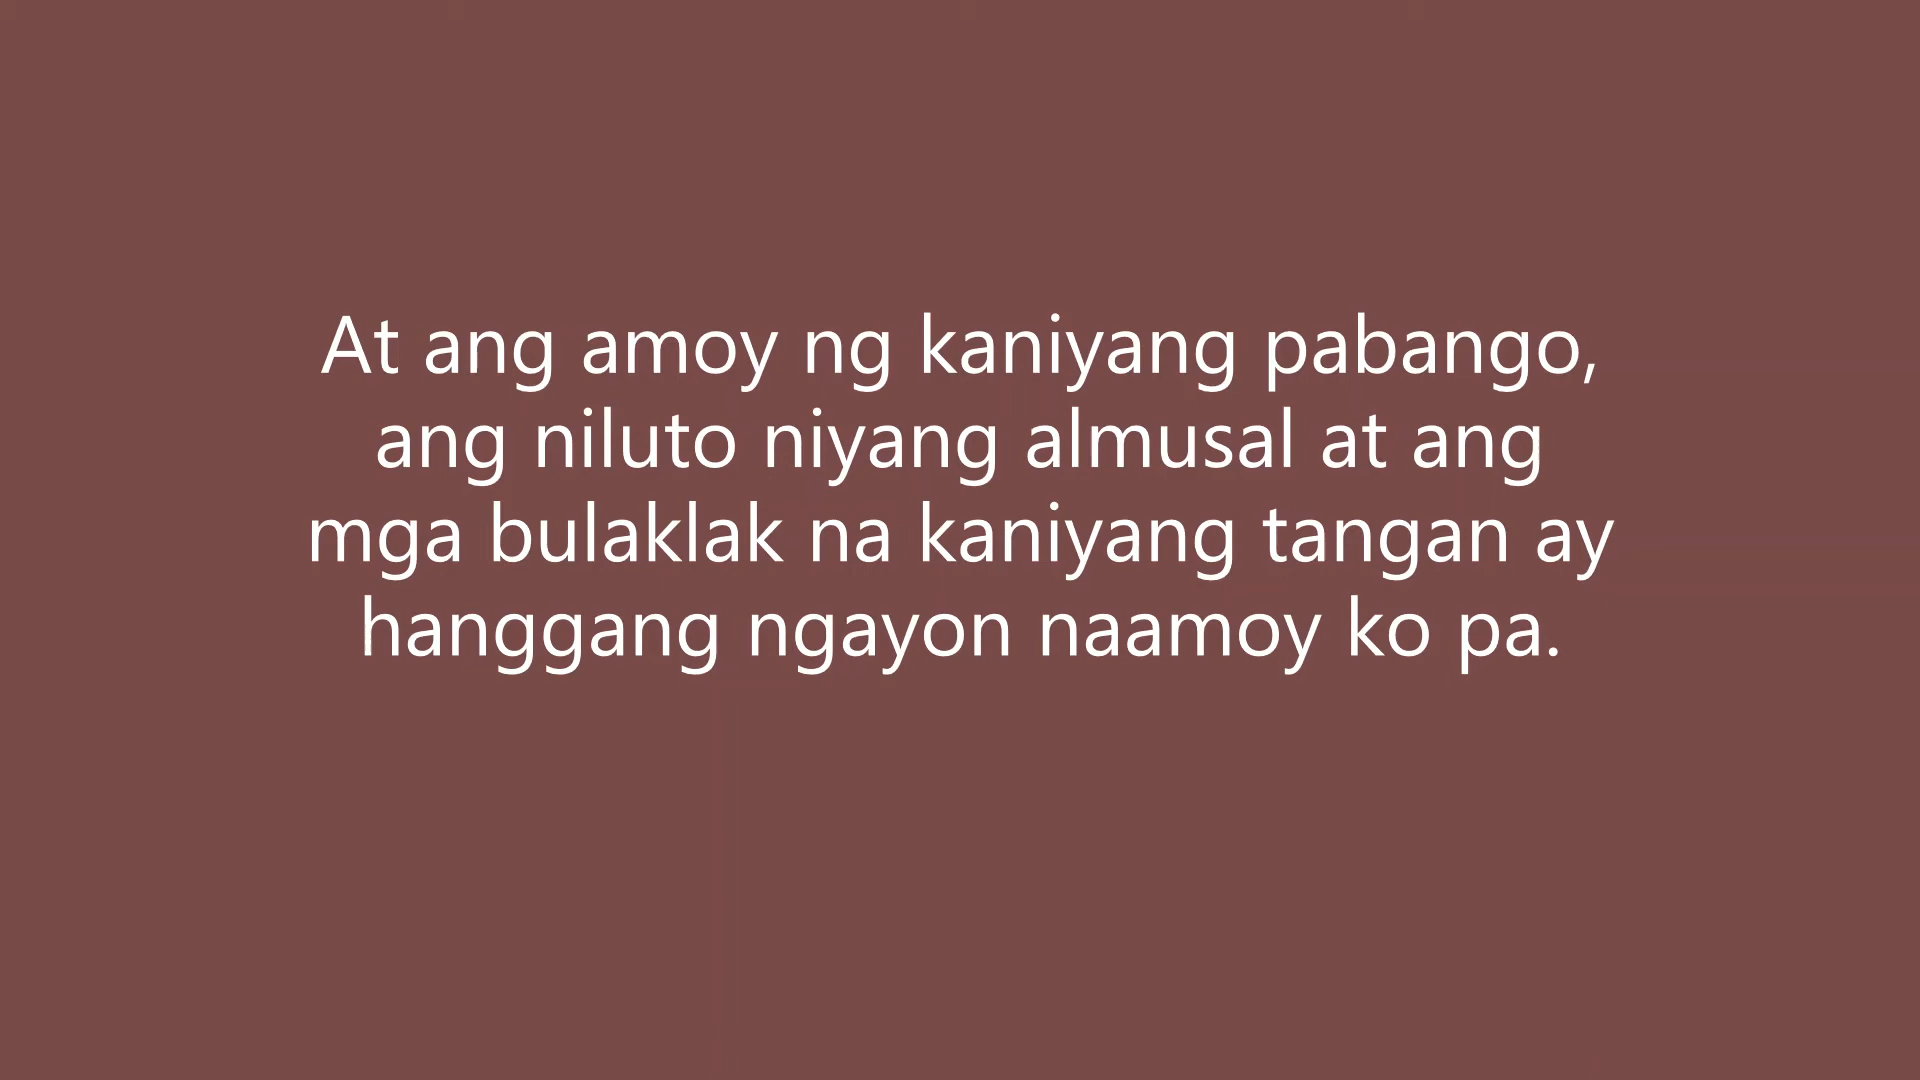 At ang amoy ng kaniyang pabango,
ang niluto niyang almusal at ang
mga bulaklak na kaniyang tangan ay
hanggang ngayon naamoy ko pa.